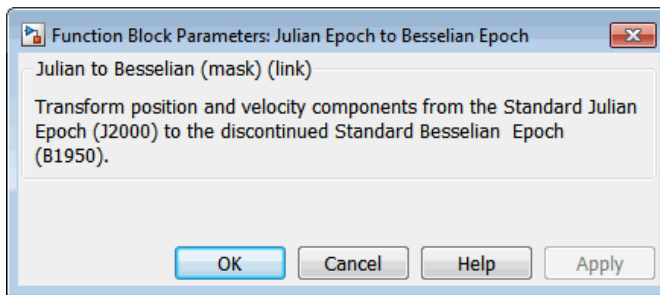 Function Block Parameters: Julian Epoch to Besselian Epoch
Julian to Besselian (mask) (link)
Transform position and velocity components from the Standard Julian
Epoch (J2000) to the discontinued Standard Besselian  Epoch
(B1950).
OK Cancel Help Apply